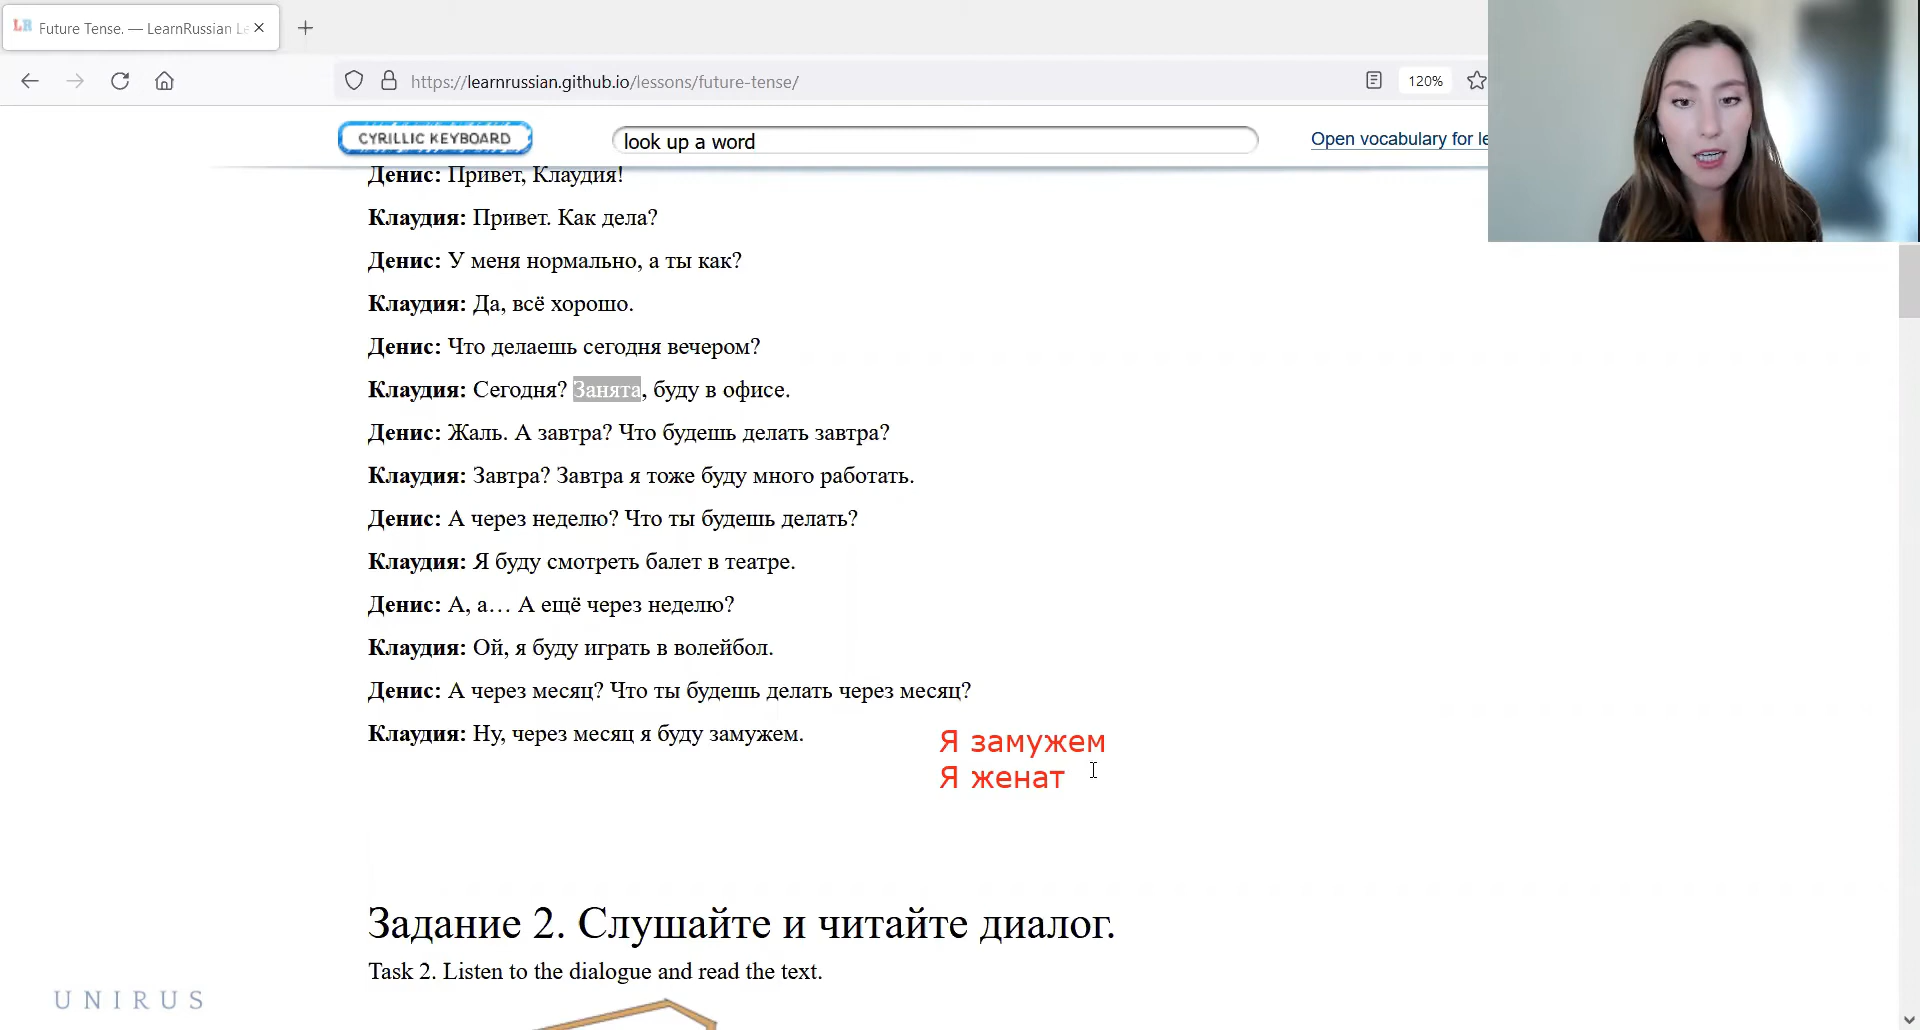 LR Future Tense. — LearnRussian Le
https://learnrussian.github.io/lessons/future-tense/
120%
CYRILLIC KEYBOARD
look up a word
Open vocabulary for le
Денис: Привет, Клаудия!
Клаудия: Привет. Как дела?
Денис: У меня нормально, а ты как?
Клаудия: Да, всё хорошо.
Денис: Что делаешь сегодня вечером?
Клаудия: Сегодня? Занята, буду в офисе.
Денис: Жаль. А завтра? Что будешь делать завтра?
Клаудия: Завтра? Завтра я тоже буду много работать.
Денис: А через неделю? Что ты будешь делать?
Клаудия: Я буду смотреть балет в театре.
Денис: А, а… А ещё через неделю?
Клаудия: Ой, я буду играть в волейбол.
Денис: А через месяц? Что ты будешь делать через месяц?
Клаудия: Ну, через месяц я буду замужем.
Я замужем
Я женат
Задание 2. Слушайте и читайте диалог.
Task 2. Listen to the dialogue and read the text.
UNIRUS